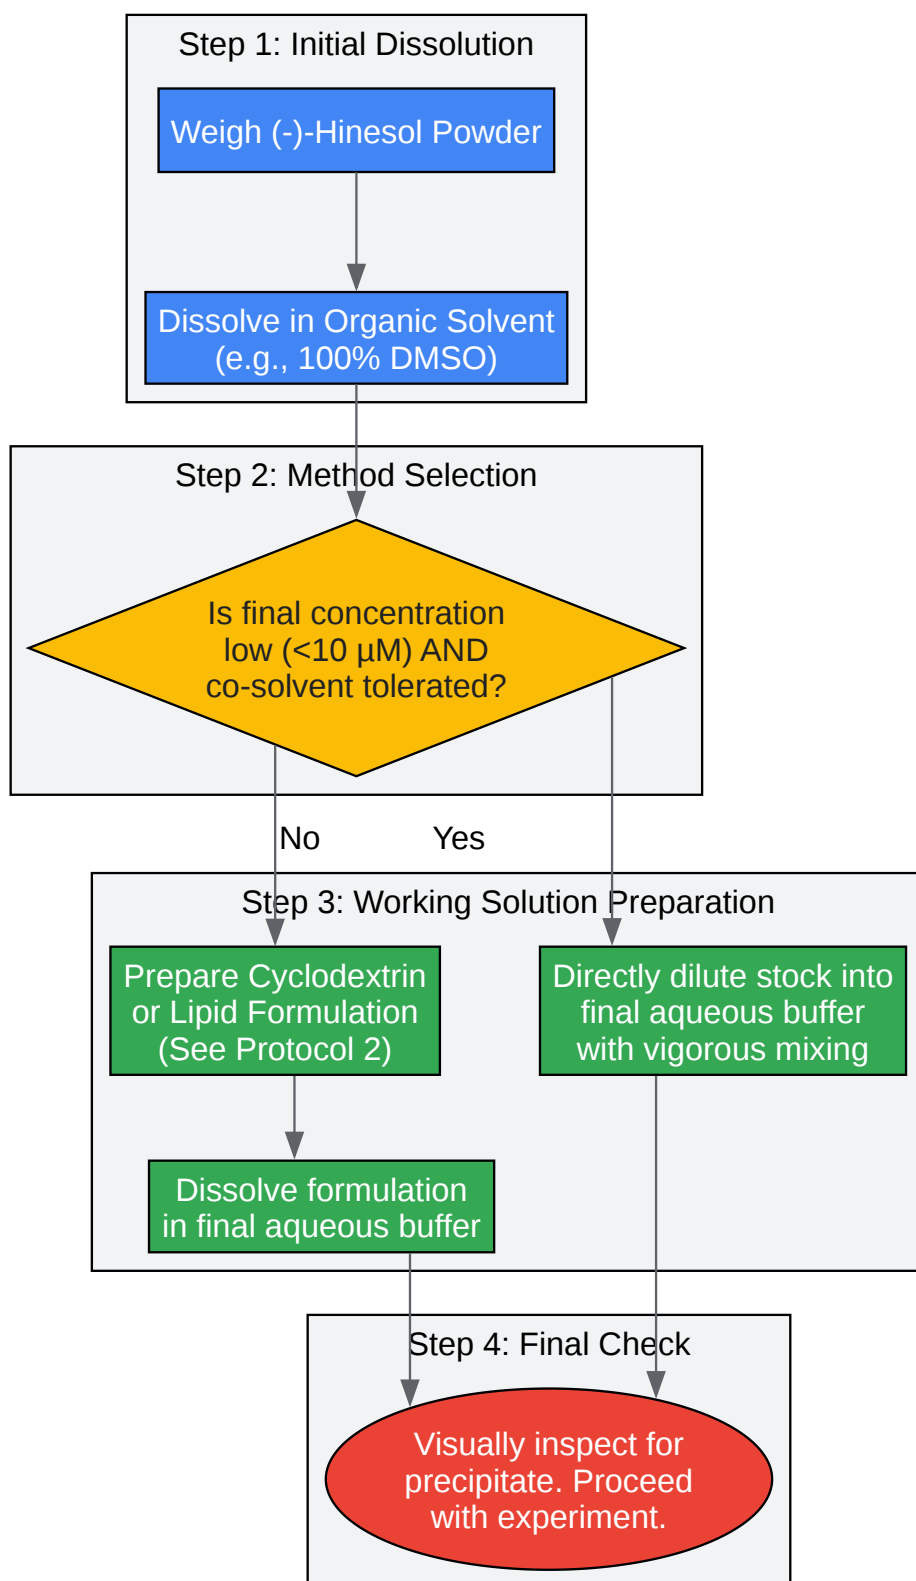 Step 1: Initial Dissolution
Weigh (-)-Hinesol Powder
Dissolve in Organic Solvent
(e.g., 100% DMSO)
Step 2: Method Selection
Is final concentration
low (<10 µM) AND
co-solvent tolerated?
No
Yes
Step 3: Working Solution Preparation
Prepare Cyclodextrin
or Lipid Formulation
(See Protocol 2)
Directly dilute stock into
final aqueous buffer
with vigorous mixing
Dissolve formulation
in final aqueous buffer
Step 4: Final Check
Visually inspect for
precipitate. Proceed
with experiment.